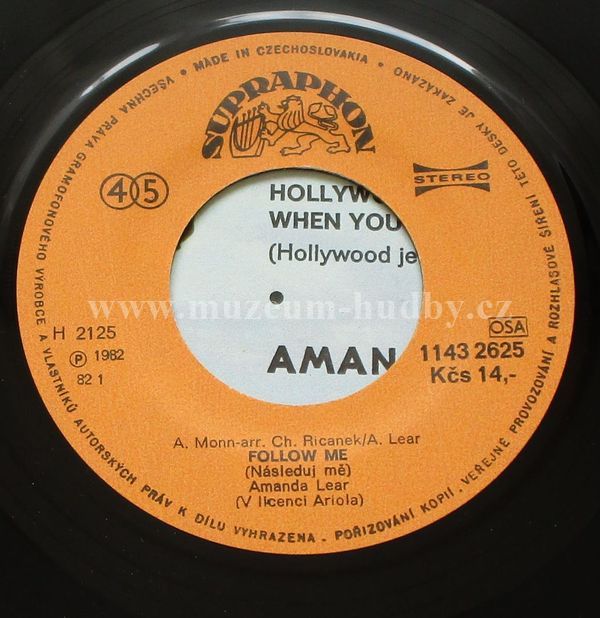 VŠECHNA PRÁVA GRAMOFONOVÉHO VÝROBCE A VLASTNÍKŮ AUTORSKÝCH PRÁV K DÍLU VYHRAZENA. POŘIZOVÁNÍ KOPIÍ. VEŘEJNÉ PROVOZOVÁNÍ A ROZHLASOVÉ ŠÍŘENÍ TÉTO DESKY JE ZAKÁZÁNO
• MADE IN CZECHOSLOVAKIA •
SUPRAPHON
45
STEREO
HOLLYWO
WHEN YOU
(Hollywood je
www.muzeum-hudby.cz
AMAN
H 2125
Ⓟ 1982
82 1
OSA
1143 2625
Kčs 14,-
A. Monn-arr. Ch. Ricanek/A. Lear
FOLLOW ME
(Následuj mě)
Amanda Lear
(V licenci Ariola)